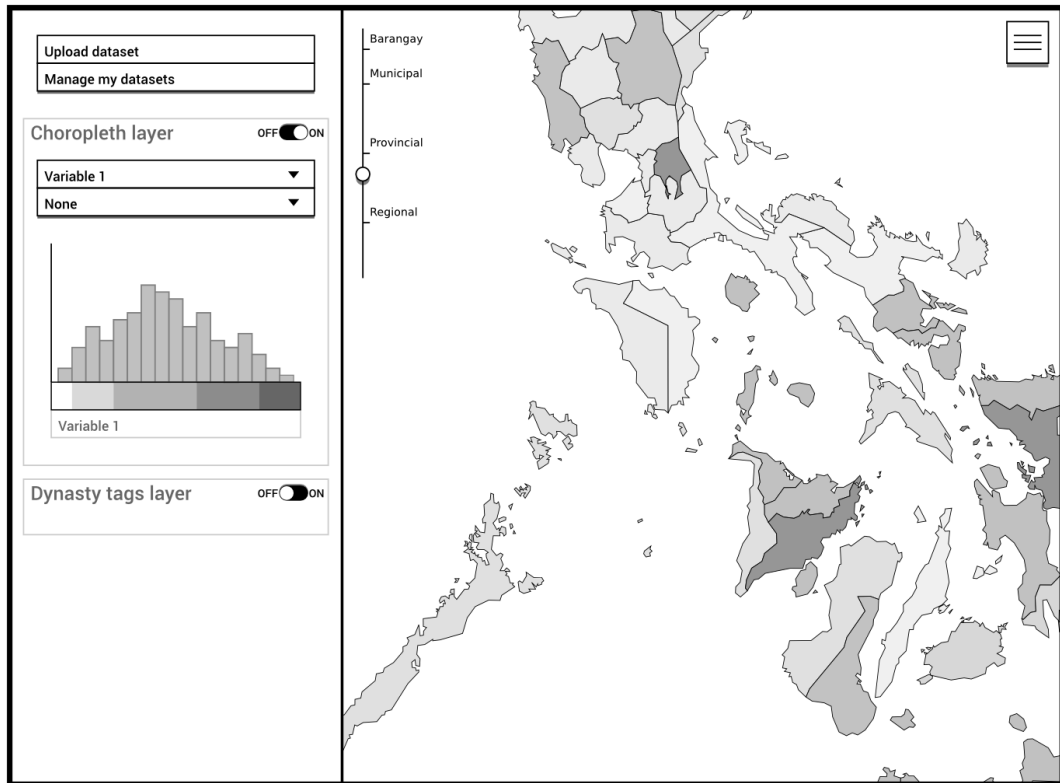 Upload dataset
Manage my datasets
Choropleth layer
OFF ON
Variable 1
None
Variable 1
Dynasty tags layer
OFF ON
Barangay
Municipal
Provincial
Regional